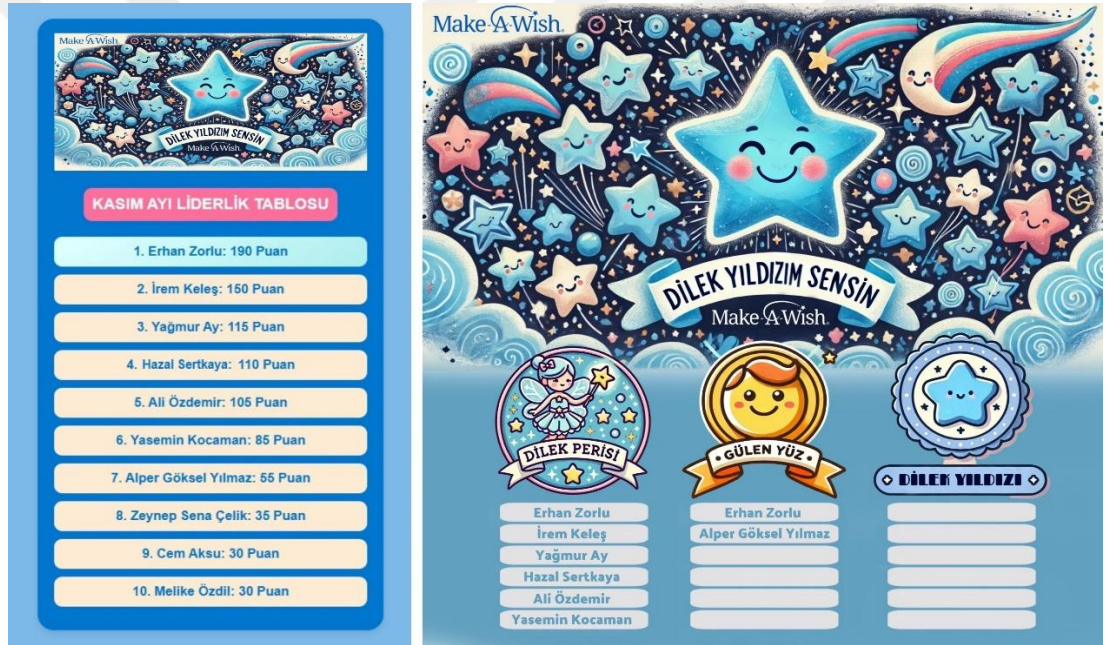 Make-A-Wish.
DİLEK YILDIZIM SENSİN
Make-A-Wish.
KASIM AYI LİDERLİK TABLOSU
1. Erhan Zorlu: 190 Puan
2. İrem Keleş: 150 Puan
3. Yağmur Ay: 115 Puan
4. Hazal Sertkaya: 110 Puan
5. Ali Özdemir: 105 Puan
6. Yasemin Kocaman: 85 Puan
7. Alper Göksel Yılmaz: 55 Puan
8. Zeynep Sena Çelik: 35 Puan
9. Cem Aksu: 30 Puan
10. Melike Özdil: 30 Puan
Make-A-Wish.
DİLEK YILDIZIM SENSİN
Make-A-Wish.
DİLEK PERİSİ
Erhan Zorlu
İrem Keleş
Yağmur Ay
Hazal Sertkaya
Ali Özdemir
Yasemin Kocaman
GÜLEN YÜZ
Erhan Zorlu
Alper Göksel Yılmaz
DİLEK YILDIZI